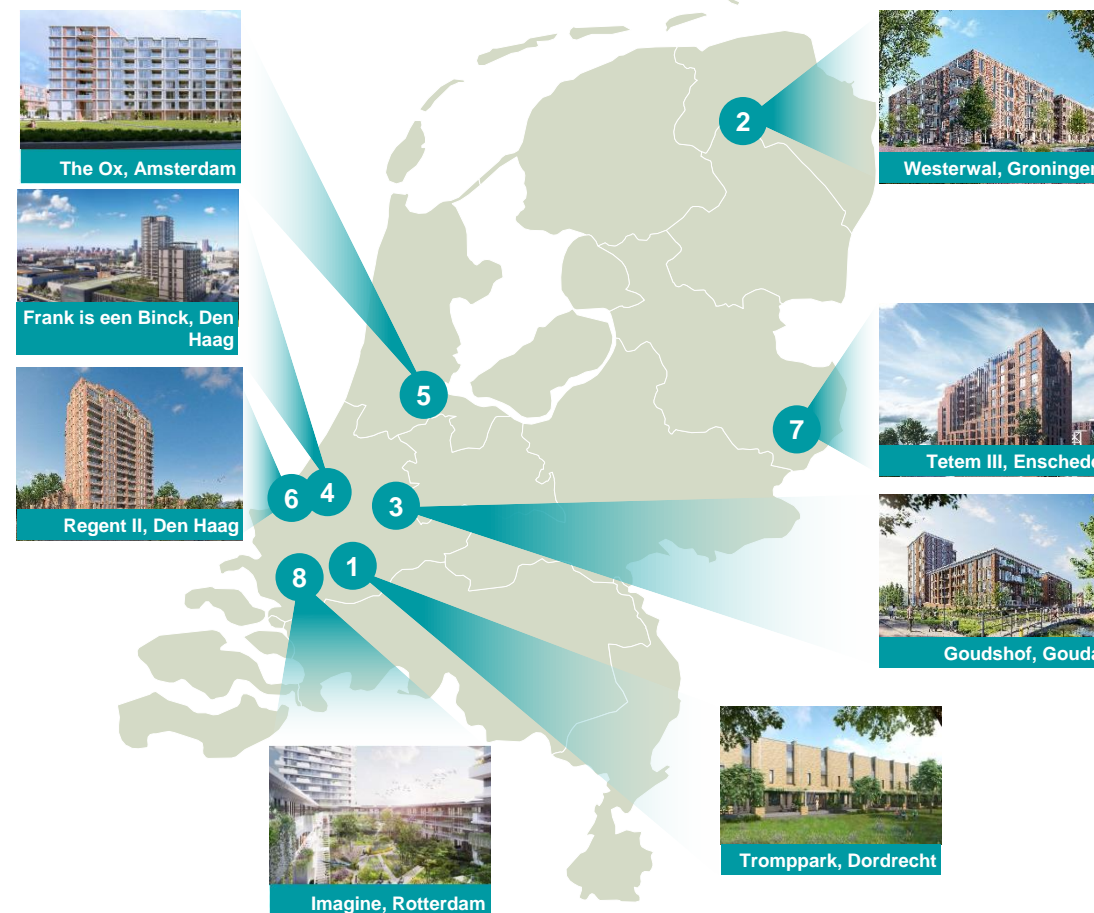 The Ox, Amsterdam
Frank is een Binck, Den
Haag
Regent II, Den Haag
2
5
7
6
4
3
1
8
Westerwal, Groningen
Tetem III, Enschede
Goudshof, Gouda
Tromppark, Dordrecht
Imagine, Rotterdam